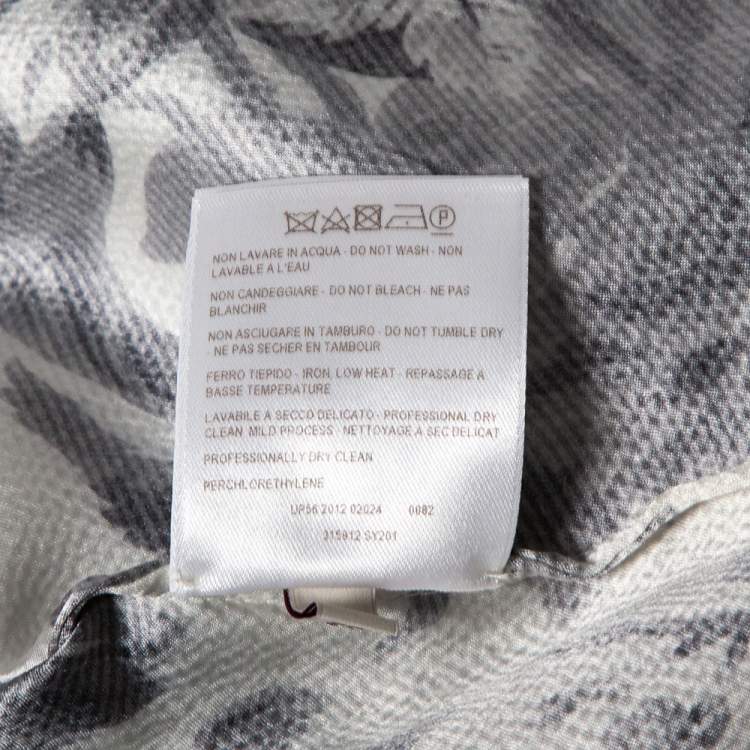 P
NON LAVARE IN ACQUA - DO NOT WASH - NON
LAVABLE A L'EAU
NON CANDEGGIARE - DO NOT BLEACH - NE PAS
BLANCHIR
NON ASCIUGARE IN TAMBURO - DO NOT TUMBLE DRY
- NE PAS SECHER EN TAMBOUR
FERRO TIEPIDO - IRON, LOW HEAT - REPASSAGE A
BASSE TEMPERATURE
LAVABILE A SECCO DELICATO - PROFESSIONAL DRY
CLEAN MILD PROCESS - NETTOYAGE A SEC DELICAT
PROFESSIONALLY DRY CLEAN
PERCHLORETHYLENE
UP56 2012 02024 0082
315912 SY201